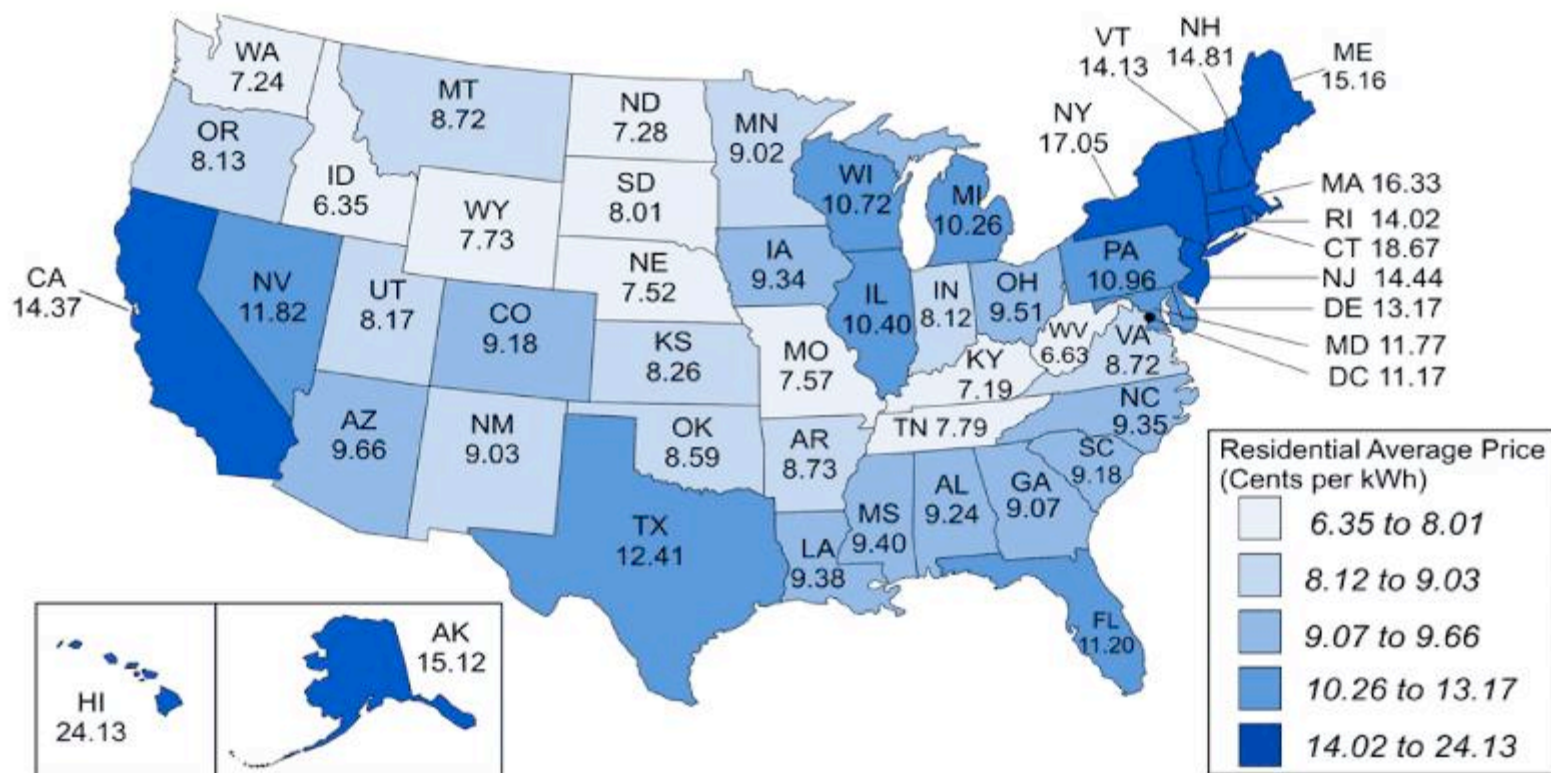 WA
7.24
MT
8.72
ND
7.28
MN
9.02
VT
14.13
NH
14.81
ME
15.16
OR
8.13
ID
6.35
WY
7.73
SD
8.01
WI
10.72
MI
10.26
NY
17.05
MA 16.33
RI 14.02
CT 18.67
NJ 14.44
DE 13.17
MD 11.77
DC 11.17
CA
14.37
NV
11.82
UT
8.17
CO
9.18
NE
7.52
IA
9.34
IL
10.40
IN
8.12
OH
9.51
PA
10.96
WV
6.63
VA
8.72
KS
8.26
MO
7.57
KY
7.19
NC
9.35
AZ
9.66
NM
9.03
OK
8.59
AR
8.73
TN 7.79
SC
9.18
TX
12.41
LA
9.38
MS
9.40
AL
9.24
GA
9.07
FL
11.20
HI
24.13
AK
15.12
Residential Average Price
(Cents per kWh)
6.35 to 8.01
8.12 to 9.03
9.07 to 9.66
10.26 to 13.17
14.02 to 24.13